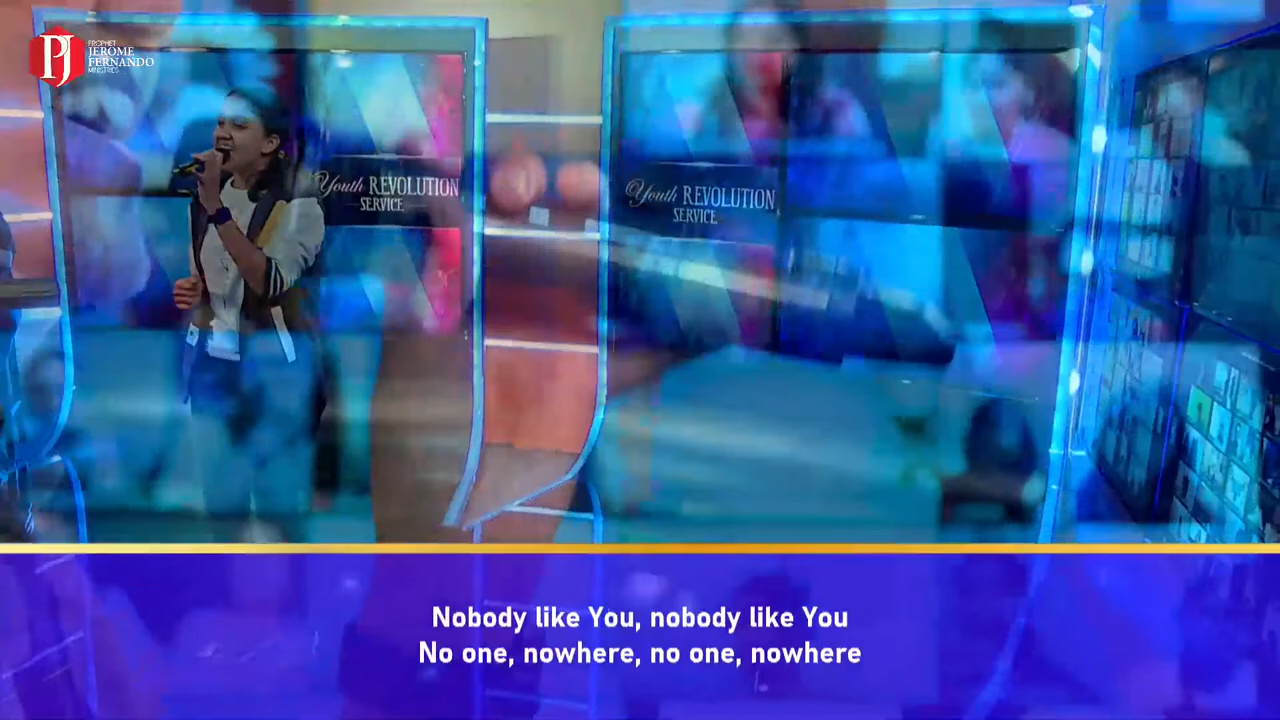 PJ
PROPHET
JEROME
FERNANDO
MINISTRIES
Youth REVOLUTION
SERVICE
Youth REVOLUTION
SERVICE
Nobody like You, nobody like You
No one, nowhere, no one, nowhere